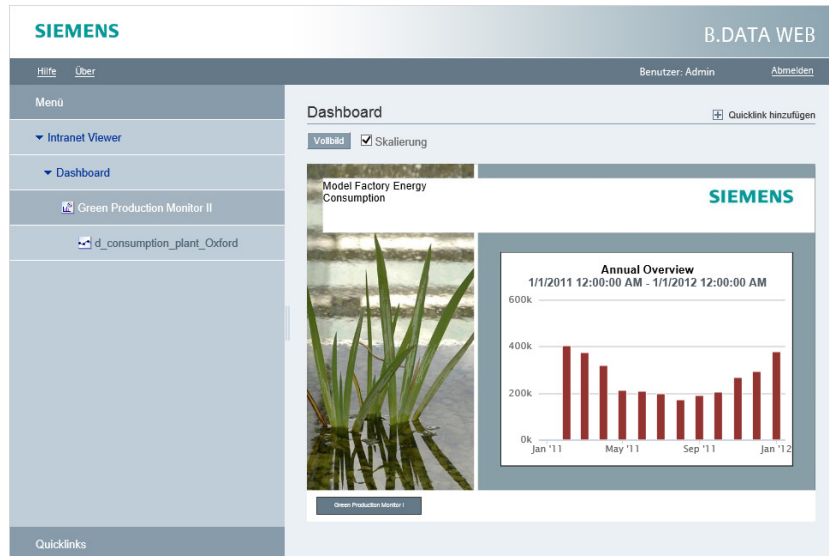 SIEMENS
B.DATA WEB
Hilfe Über
Benutzer: Admin Abmelden
Menü
Intranet Viewer
Dashboard
Green Production Monitor II
d_consumption_plant_Oxford
Quicklinks
Dashboard
Quicklink hinzufügen
Vollbild Skalierung
Model Factory Energy
Consumption
SIEMENS
Annual Overview
1/1/2011 12:00:00 AM - 1/1/2012 12:00:00 AM
600k
400k
200k
0k
Jan '11 May '11 Sep '11 Jan '12
Green Production Monitor I